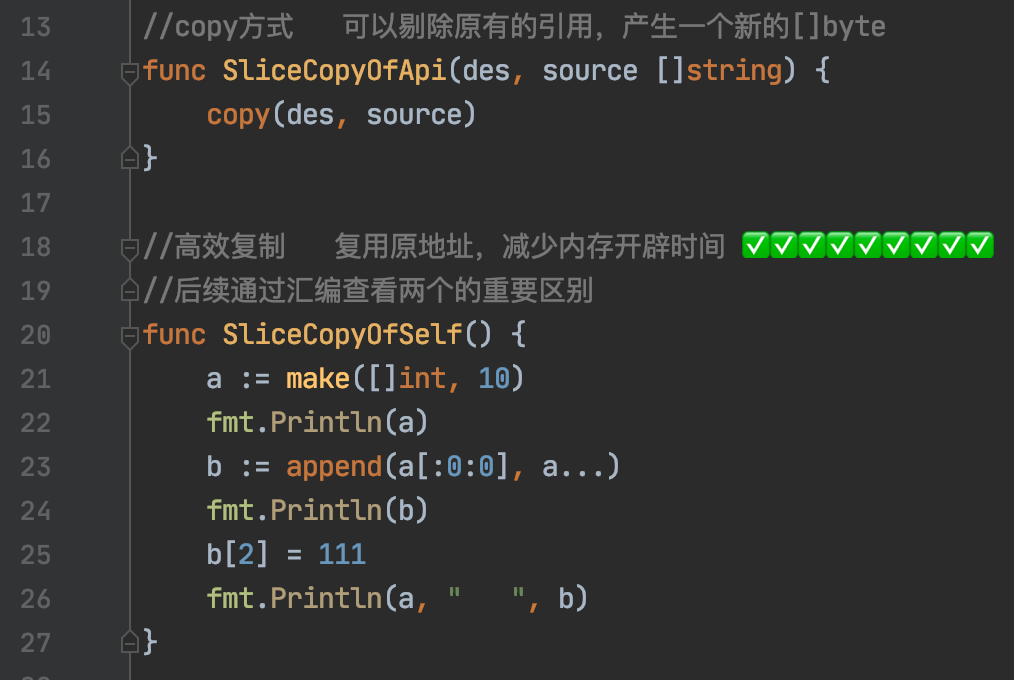 13 //copy方式   可以剔除原有的引用，产生一个新的[]byte
14 func SliceCopyOfApi(des, source []string) {
15     copy(des, source)
16 }
17
18 //高效复制   复用原地址，减少内存开辟时间 ✅✅✅✅✅✅✅✅✅
19 //后续通过汇编查看两个的重要区别
20 func SliceCopyOfSelf() {
21     a := make([]int, 10)
22     fmt.Println(a)
23     b := append(a[:0:0], a...)
24     fmt.Println(b)
25     b[2] = 111
26     fmt.Println(a, "   ", b)
27 }